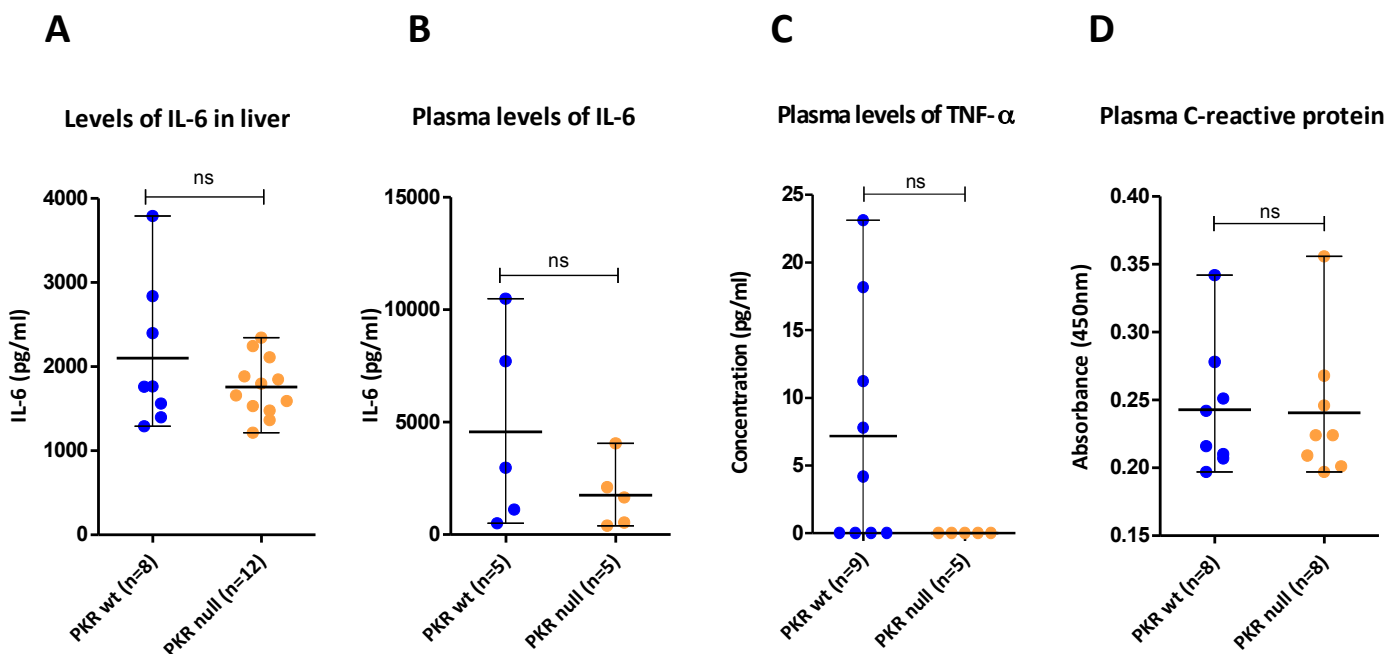 A
Levels of IL-6 in liver
ns
IL-6 (pg/ml)
4000
3000
2000
1000
0
PKR wt (n=8)
PKR null (n=12)
B
Plasma levels of IL-6
ns
IL-6 (pg/ml)
15000
10000
5000
0
PKR wt (n=5)
PKR null (n=5)
C
Plasma levels of TNF-α
ns
Concentration (pg/ml)
25
20
15
10
5
0
PKR wt (n=9)
PKR null (n=5)
D
Plasma C-reactive protein
ns
Absorbance (450nm)
0.40
0.35
0.30
0.25
0.20
0.15
PKR wt (n=8)
PKR null (n=8)